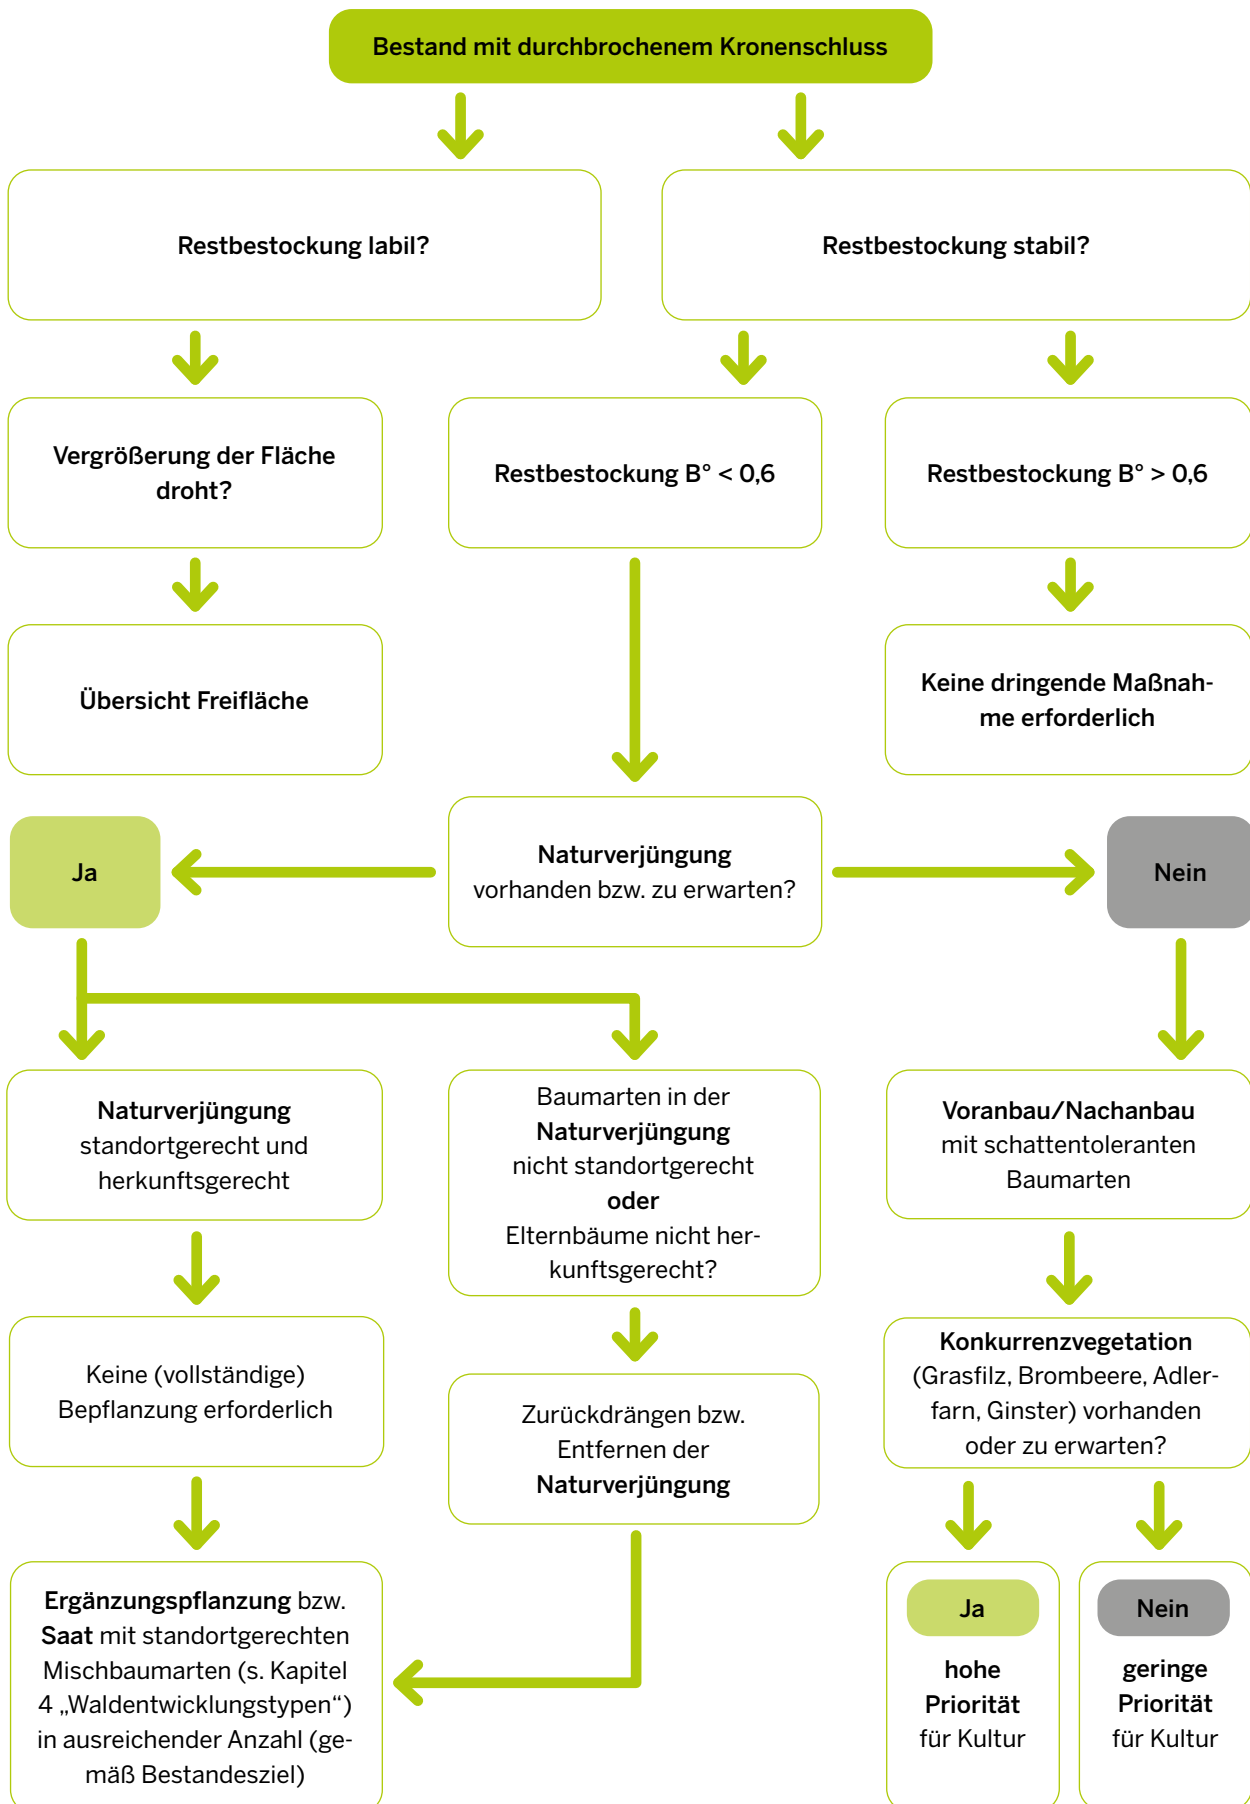 Bestand mit durchbrochenem Kronenschluss
Restbestockung labil?
Restbestockung stabil?
Vergrößerung der Fläche
droht?
Restbestockung B° < 0,6
Restbestockung B° > 0,6
Übersicht Freifläche
Keine dringende Maßnah-
me erforderlich
Ja
Naturverjüngung
vorhanden bzw. zu erwarten?
Nein
Naturverjüngung
standortgerecht und
herkunftsgerecht
Baumarten in der
Naturverjüngung
nicht standortgerecht
oder
Elternbäume nicht her-
kunftsgerecht?
Voranbau/Nachanbau
mit schattentoleranten
Baumarten
Keine (vollständige)
Bepflanzung erforderlich
Zurückdrängen bzw.
Entfernen der
Naturverjüngung
Konkurrenzvegetation
(Grasfilz, Brombeere, Adler-
farn, Ginster) vorhanden
oder zu erwarten?
Ergänzungspflanzung bzw.
Saat mit standortgerechten
Mischbaumarten (s. Kapitel
4 „Waldentwicklungstypen“)
in ausreichender Anzahl (ge-
mäß Bestandesziel)
Ja
hohe
Priorität
für Kultur
Nein
geringe
Priorität
für Kultur